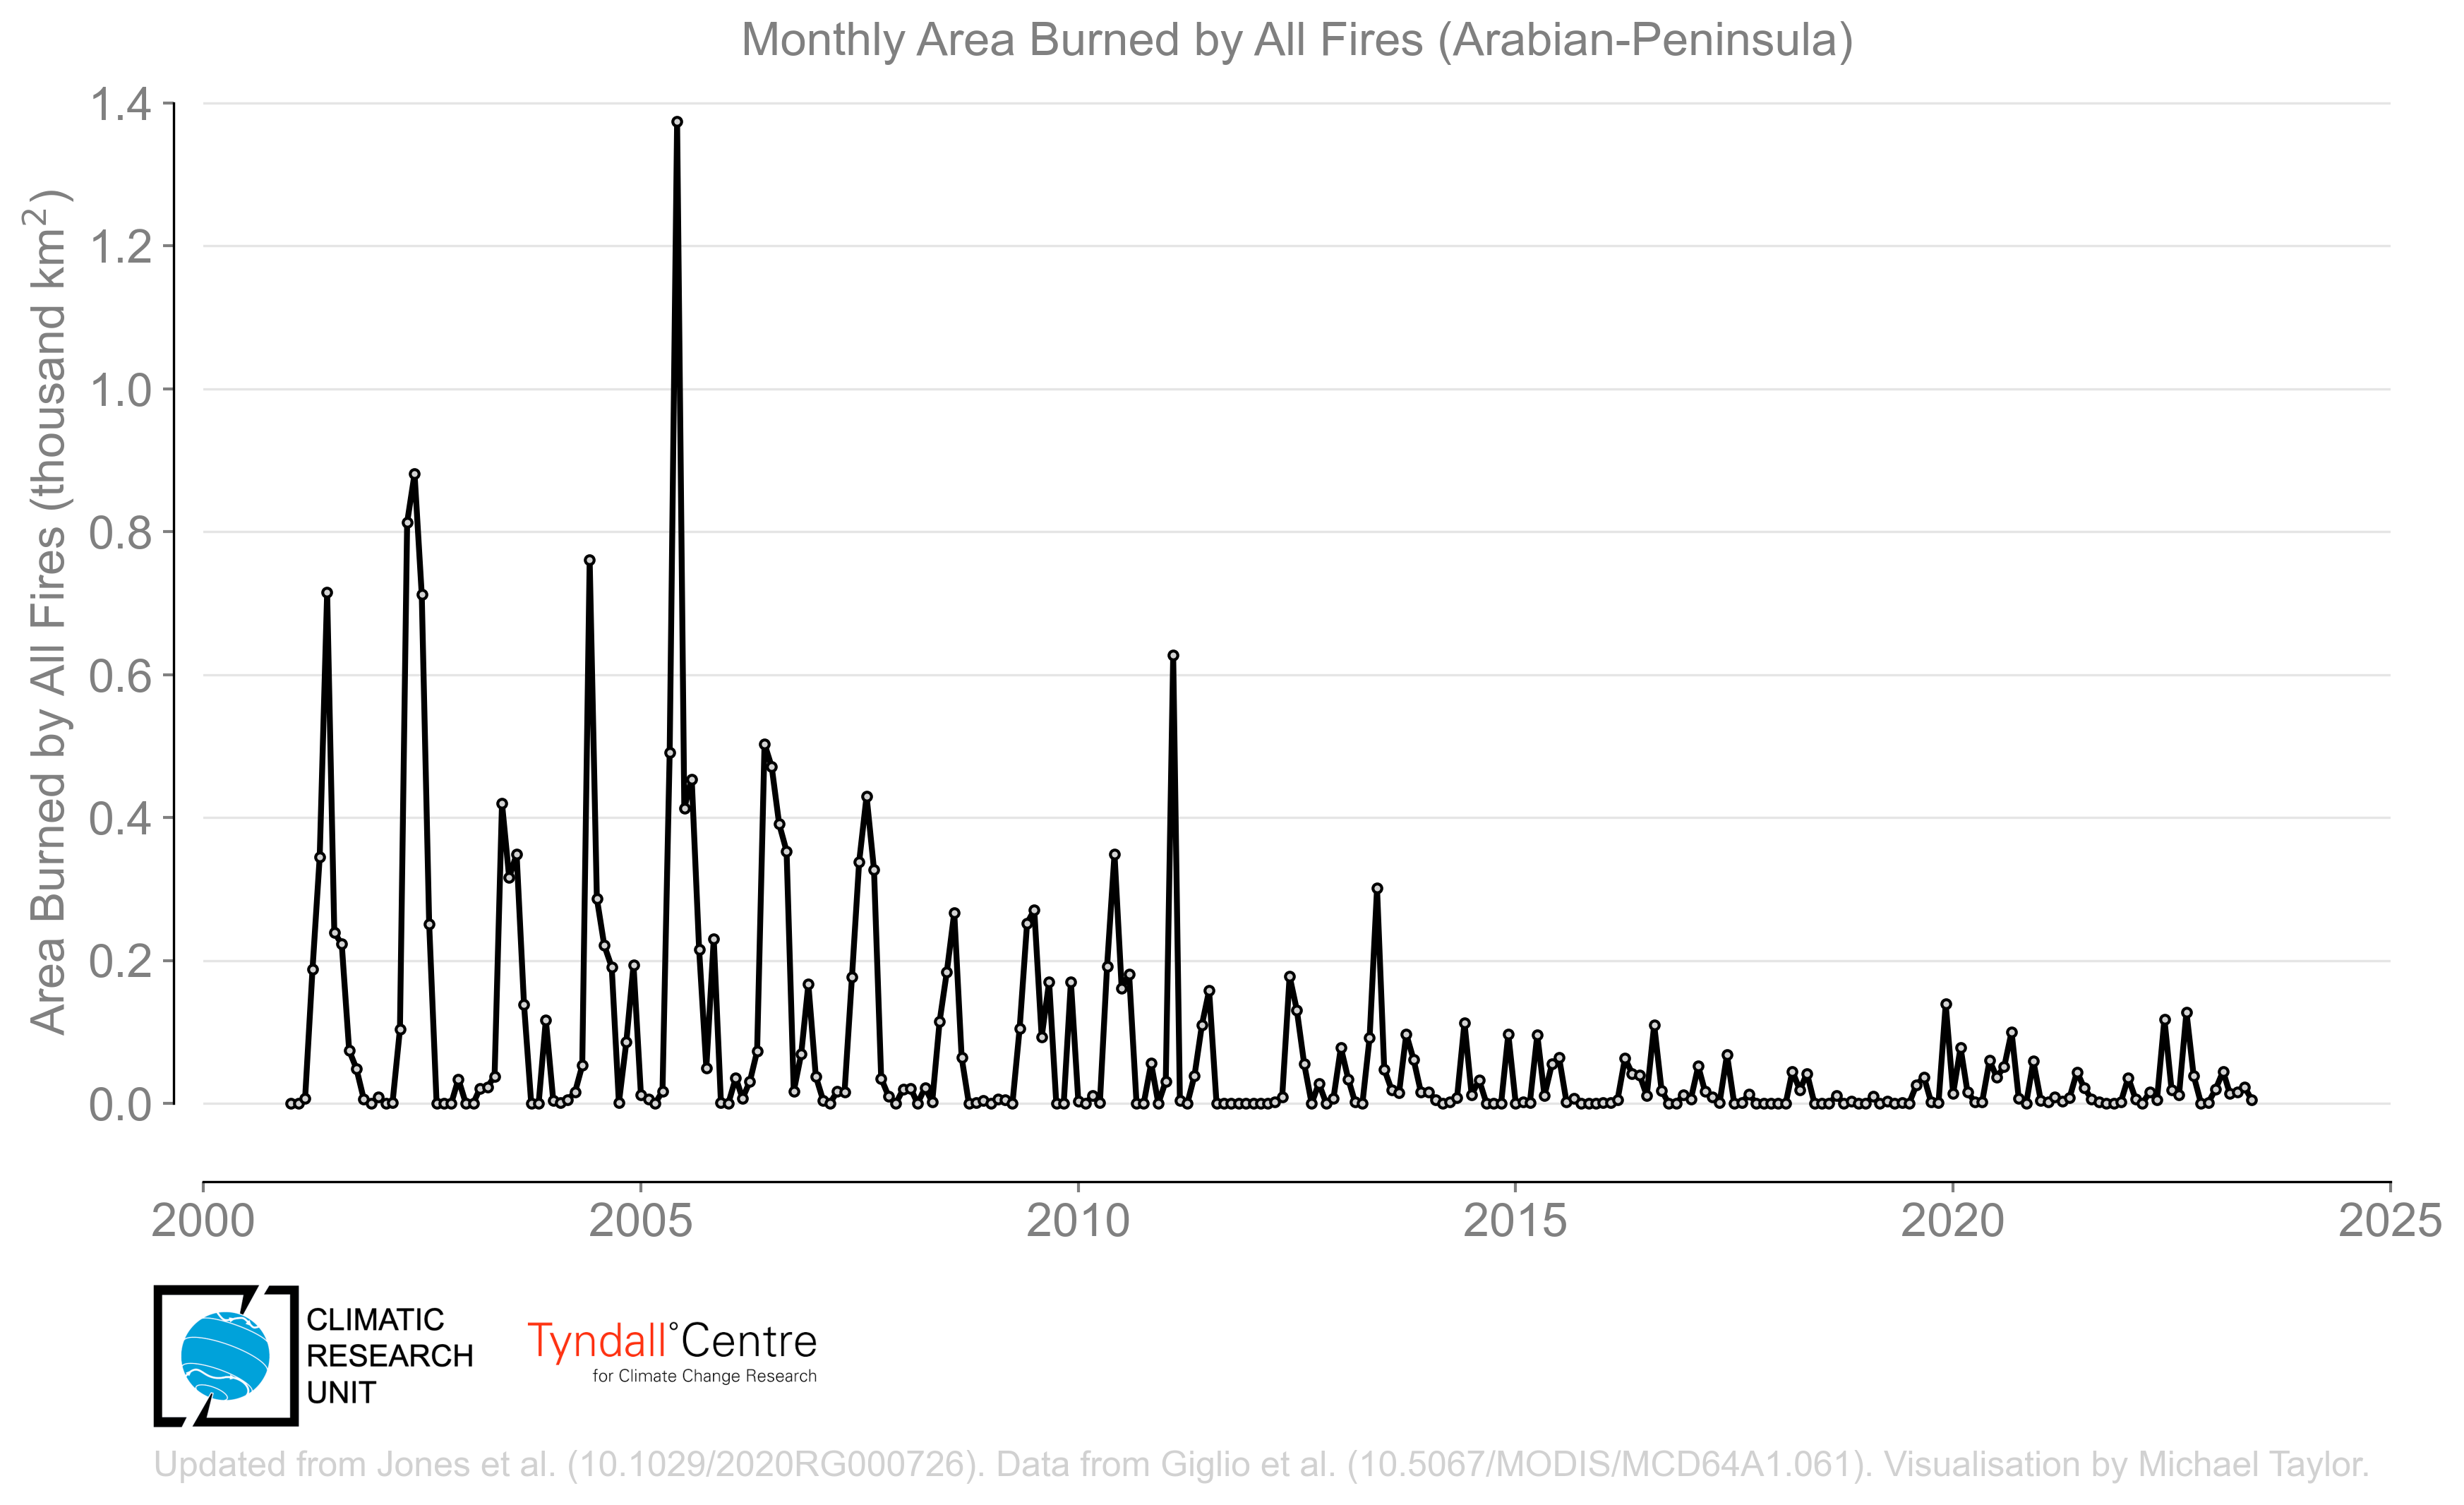 Monthly Area Burned by All Fires (Arabian-Peninsula)
Area Burned by All Fires (thousand km²)
1.4
1.2
1.0
0.8
0.6
0.4
0.2
0.0
2000 2005 2010 2015 2020 2025
CLIMATIC
RESEARCH
UNIT
Tyndall°Centre
for Climate Change Research
Updated from Jones et al. (10.1029/2020RG000726). Data from Giglio et al. (10.5067/MODIS/MCD64A1.061). Visualisation by Michael Taylor.